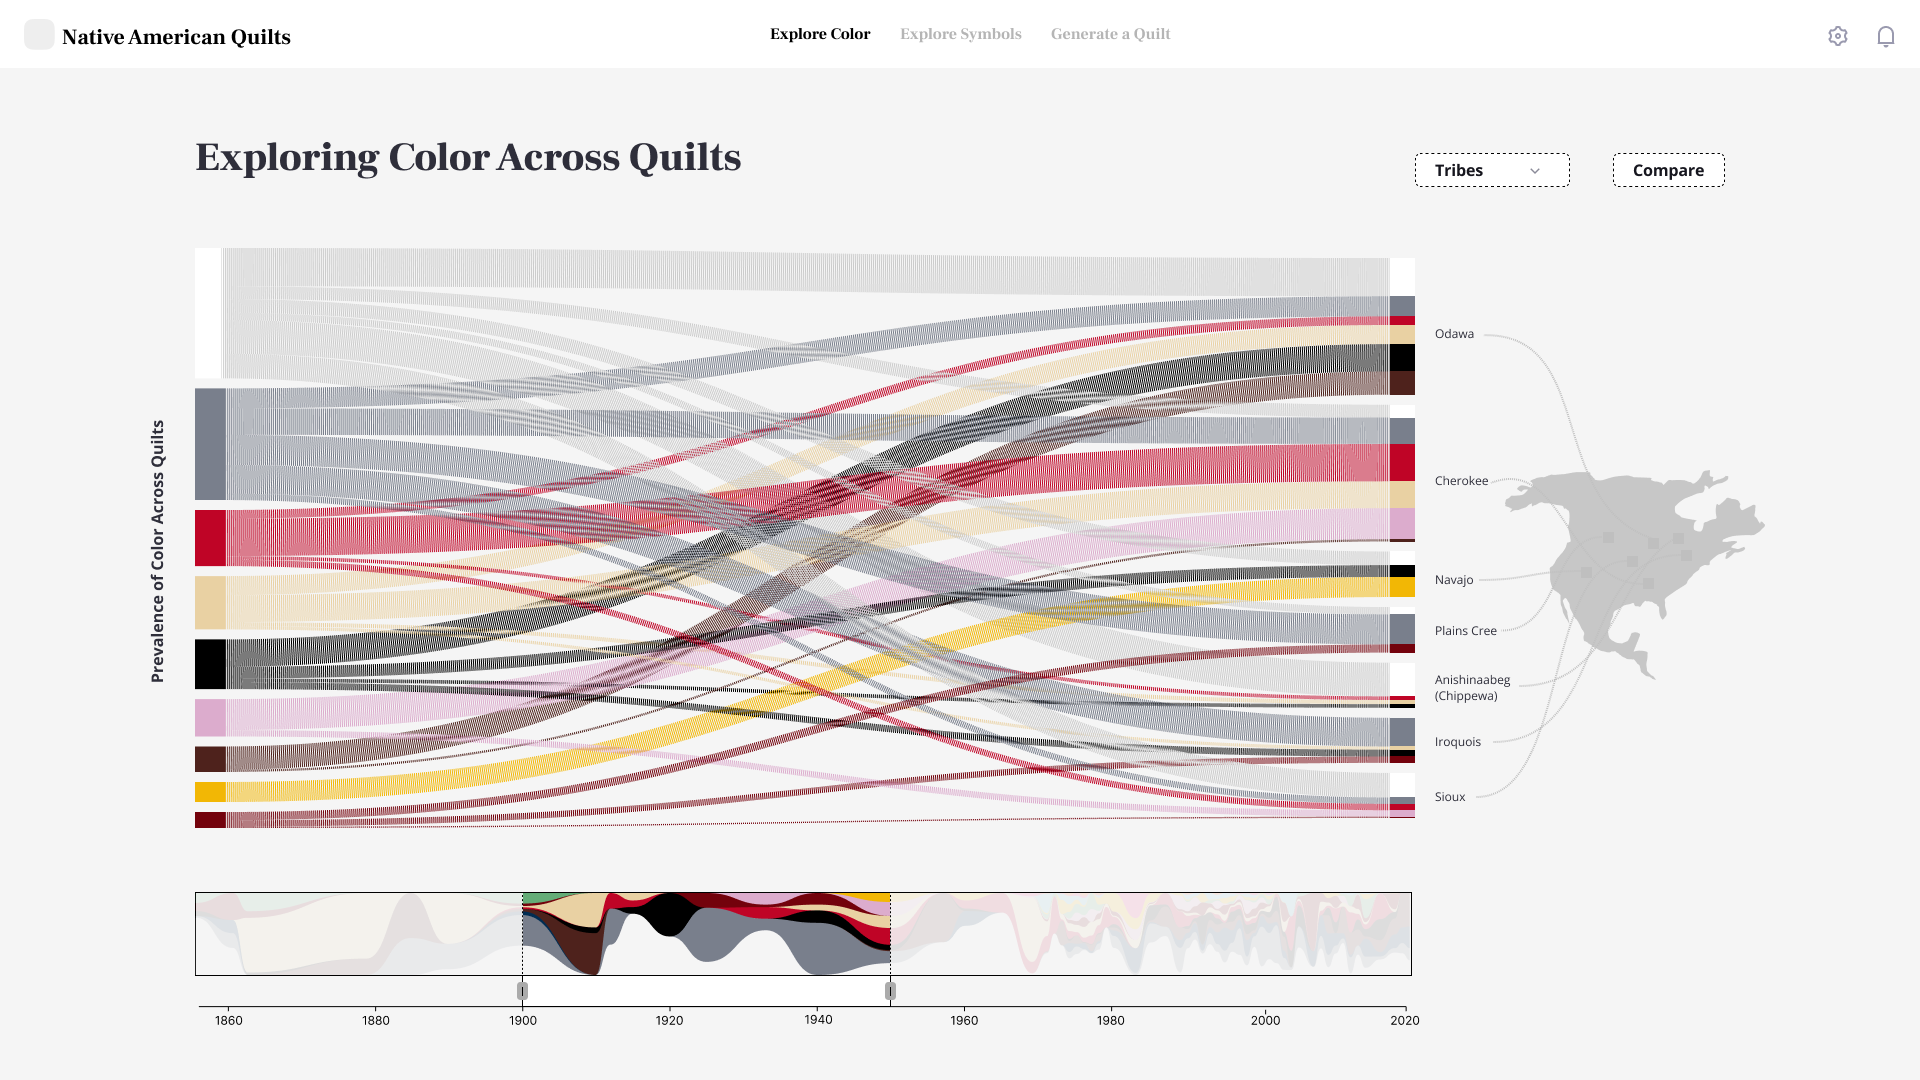 Native American Quilts
Explore Color
Explore Symbols
Generate a Quilt
Exploring Color Across Quilts
Tribes
Compare
Prevalence of Color Across Quilts
Odawa
Cherokee
Navajo
Plains Cree
Anishinaabeg
(Chippewa)
Iroquois
Sioux
1860
1880
1900
1920
1940
1960
1980
2000
2020